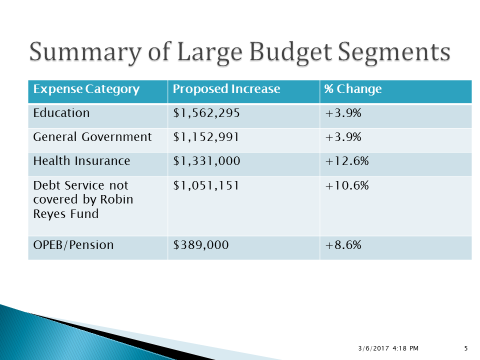 Summary of Large Budget Segments
Expense Category Proposed Increase % Change
Education $1,562,295 +3.9%
General Government $1,152,991 +3.9%
Health Insurance $1,331,000 +12.6%
Debt Service not $1,051,151 +10.6%
covered by Robin
Reyes Fund
OPEB/Pension $389,000 +8.6%
3/6/2017 4:18 PM 5